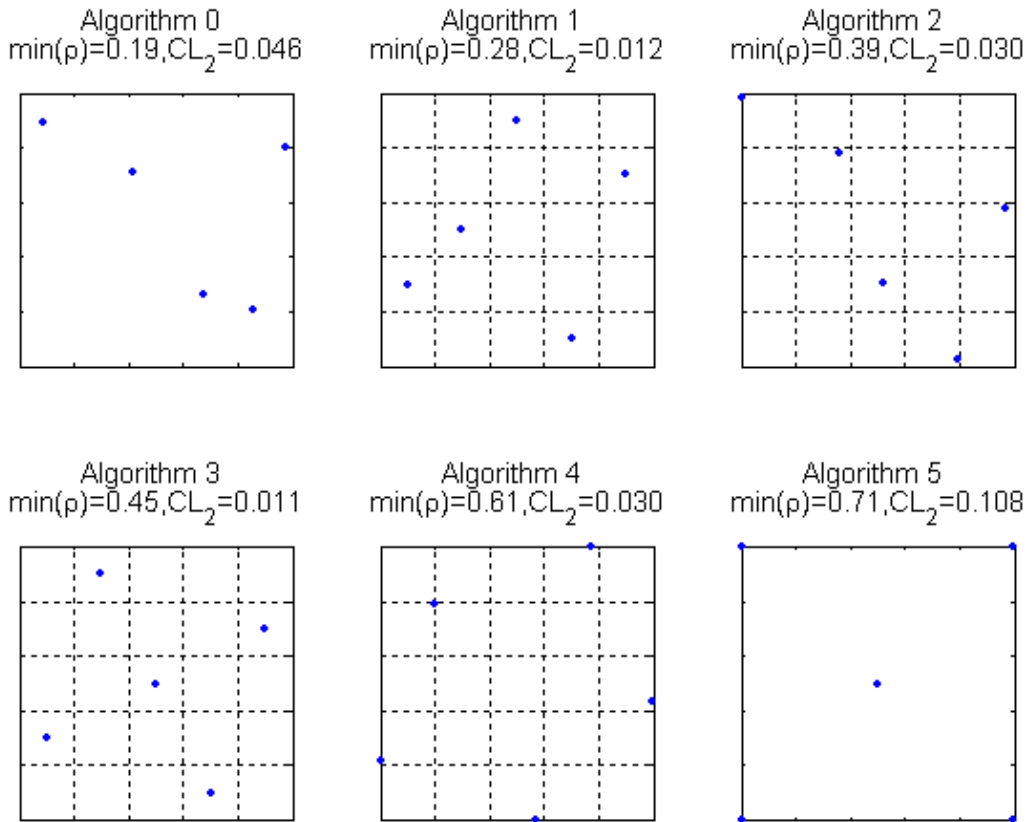 Algorithm 0
min(ρ)=0.19,CL2=0.046
Algorithm 1
min(ρ)=0.28,CL2=0.012
Algorithm 2
min(ρ)=0.39,CL2=0.030
Algorithm 3
min(ρ)=0.45,CL2=0.011
Algorithm 4
min(ρ)=0.61,CL2=0.030
Algorithm 5
min(ρ)=0.71,CL2=0.108